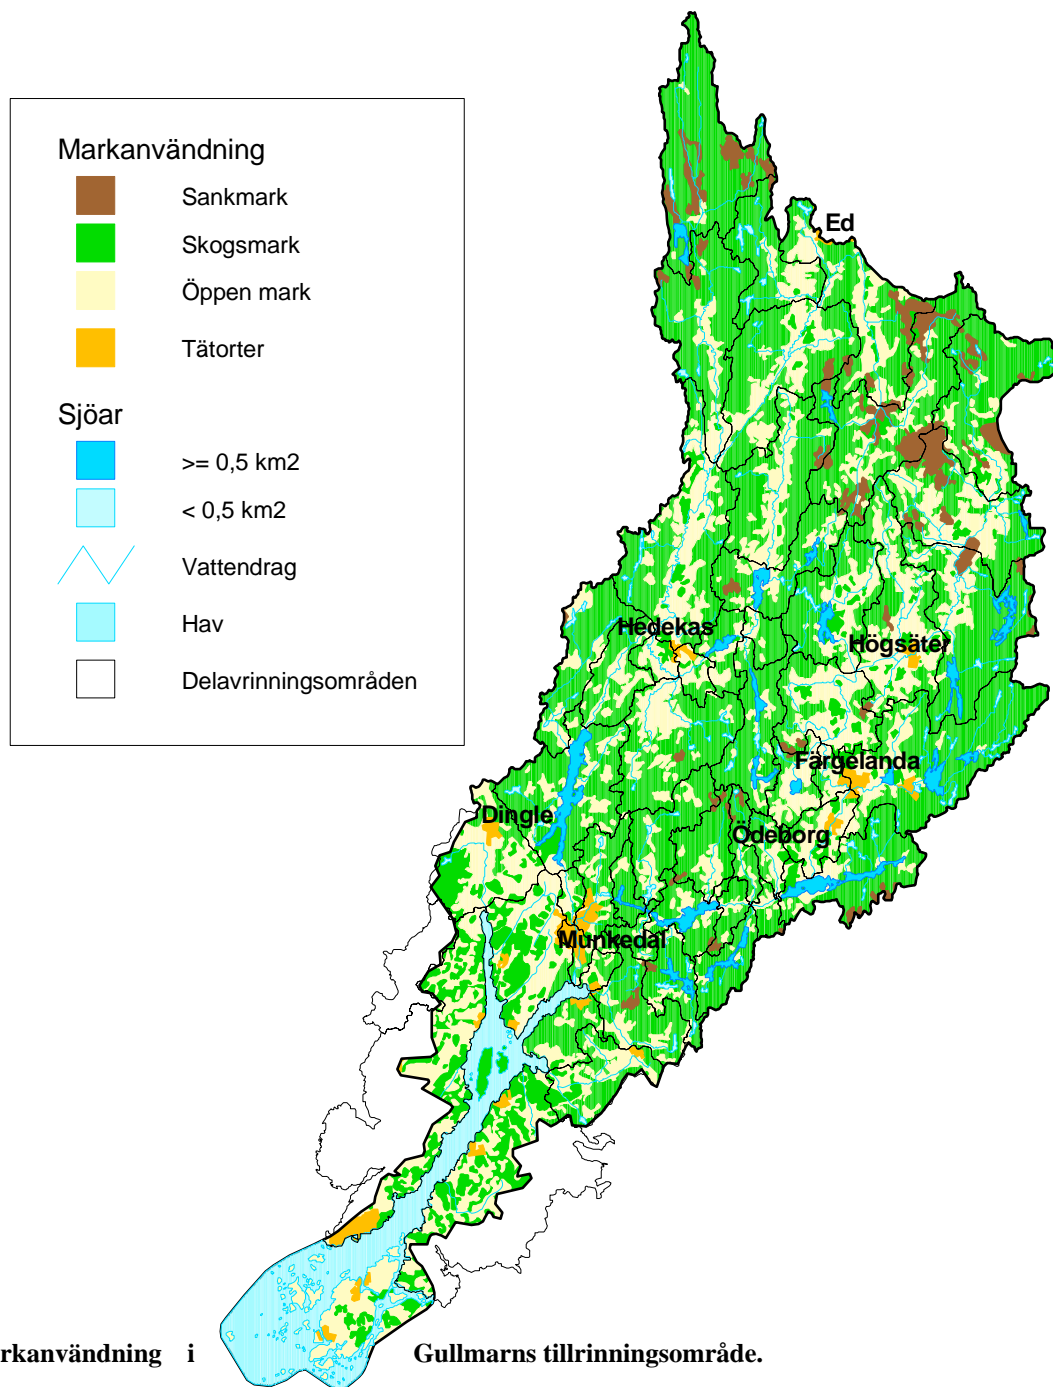 Markanvändning
Sankmark
Skogsmark
Öppen mark
Tätorter
Sjöar
>= 0,5 km2
< 0,5 km2
Vattendrag
Hav
Delavrinningsområden
Ed
Hedekas
Högsäter
Färgelanda
Dingle
Ödeborg
Munkedal
rkanvändning i Gullmarns tillrinningsområde.